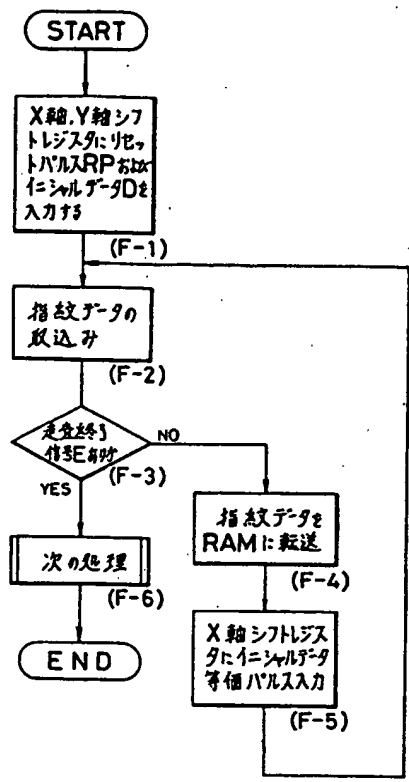 START
X軸,Y軸シフ
トレジスタにリセッ
トパルスRPおよび
イニシャルデータDを
入力する
(F-1)
指紋データの
取込み
(F-2)
走査終了
信号E有りか
(F-3)
NO
YES
指紋データを
RAMに転送
(F-4)
次の処理
(F-6)
X軸シフトレジス
タにイニシャルデータ
等価パルス入力
(F-5)
END